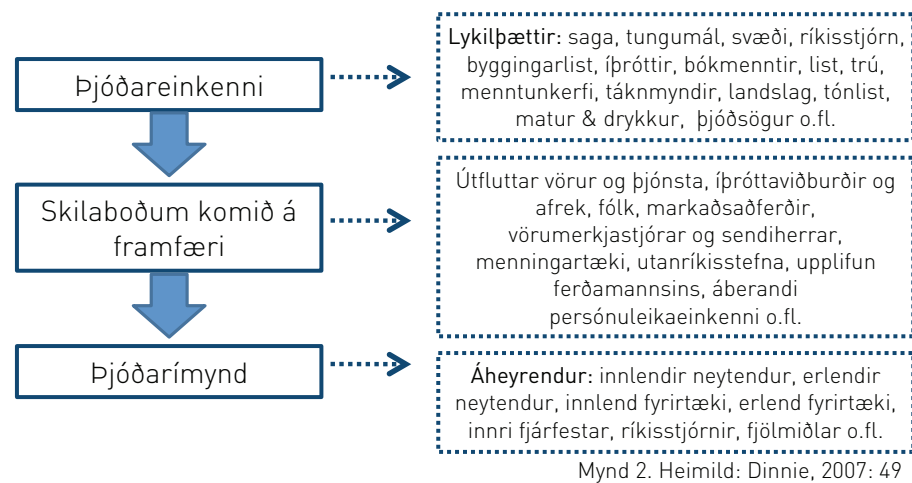 Þjóðareinkenni
Lykilþættir: saga, tungumál, svæði, ríkisstjórn,
byggingarlist, íþróttir, bókmenntir, list, trú,
menntunkerfi, táknmyndir, landslag, tónlist,
matur & drykkur, þjóðsögur o.fl.
Skilaboðum komið á
framfæri
Útfluttar vörur og þjónsta, íþróttaviðburðir og
afrek, fólk, markaðsaðferðir,
vörumerkjastjórar og sendiherrar,
menningartæki, utanríkisstefna, upplifun
ferðamannsins, áberandi
persónuleikaeinkenni o.fl.
Þjóðarímynd
Áheyrendur: innlendir neytendur, erlendir
neytendur, innlend fyrirtæki, erlend fyrirtæki,
innri fjárfestar, ríkisstjórnir, fjölmiðlar o.fl.
Mynd 2. Heimild: Dinnie, 2007: 49